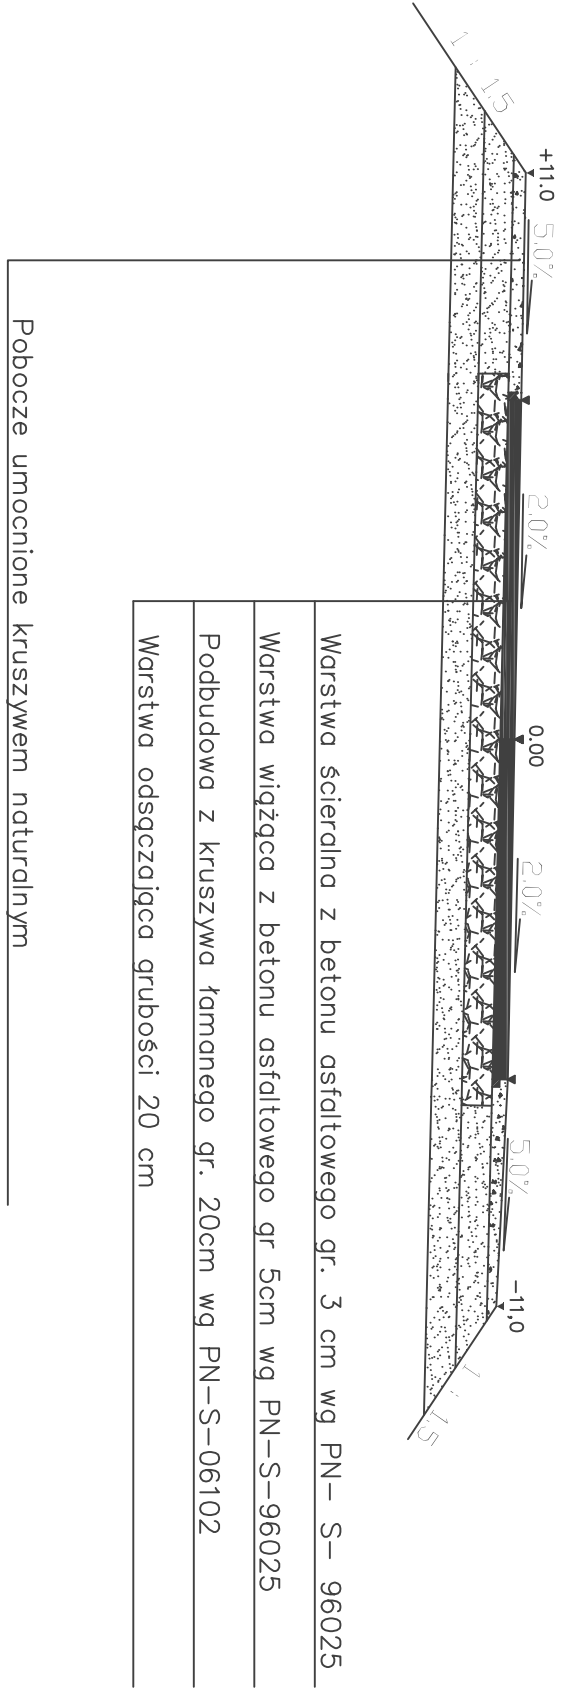 1 : 1.5
+11.0
5.0%
2.0%
0.00
2.0%
5.0%
-11,0
1 : 1.5
Warstwa ścieralna z betonu asfaltowego gr. 3 cm wg PN- S- 96025
Warstwa wiążąca z betonu asfaltowego gr 5cm wg PN-S-96025
Podbudowa z kruszywa łamanego gr. 20cm wg PN-S-06102
Warstwa odsączająca grubości 20 cm
Pobocze umocnione kruszywem naturalnym